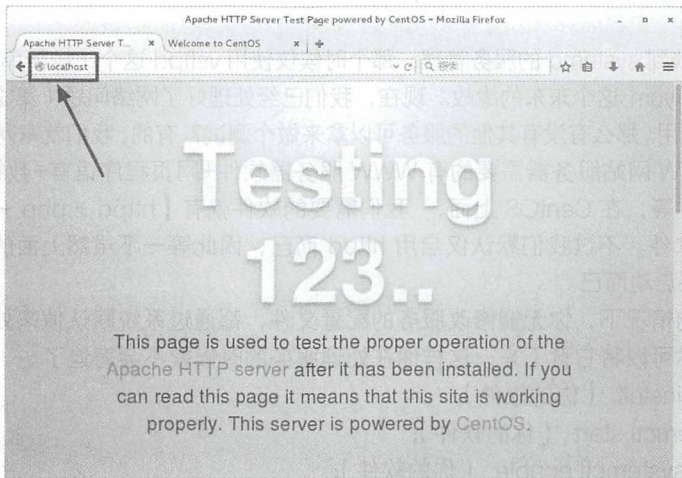 Apache HTTP Server Test Page powered by CentOS - Mozilla Firefox
Apache HTTP Server T... × Welcome to CentOS × +
localhost 搜索
Testing
123..
This page is used to test the proper operation of the
Apache HTTP server after it has been installed. If you
can read this page it means that this site is working
properly. This server is powered by CentOS.